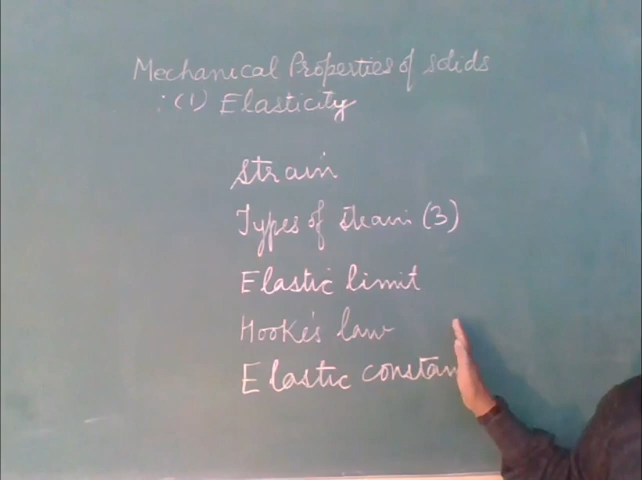 Mechanical Properties of solids
:(1) Elasticity
Strain
Types of strain (3)
Elastic limit
Hooke's law
Elastic constan